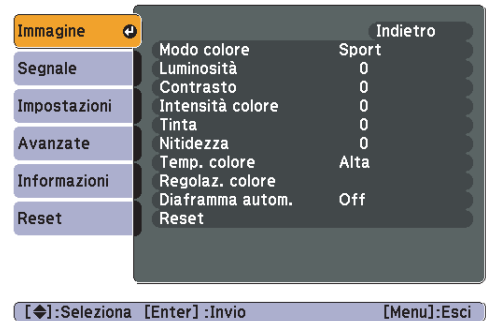 Immagine
Segnale
Impostazioni
Avanzate
Informazioni
Reset
Indietro
Modo colore Sport
Luminosità 0
Contrasto 0
Intensità colore 0
Tinta 0
Nitidezza 0
Temp. colore Alta
Regolaz. colore
Diaframma autom. Off
Reset
[◆]:Seleziona [Enter] :Invio [Menu]:Esci